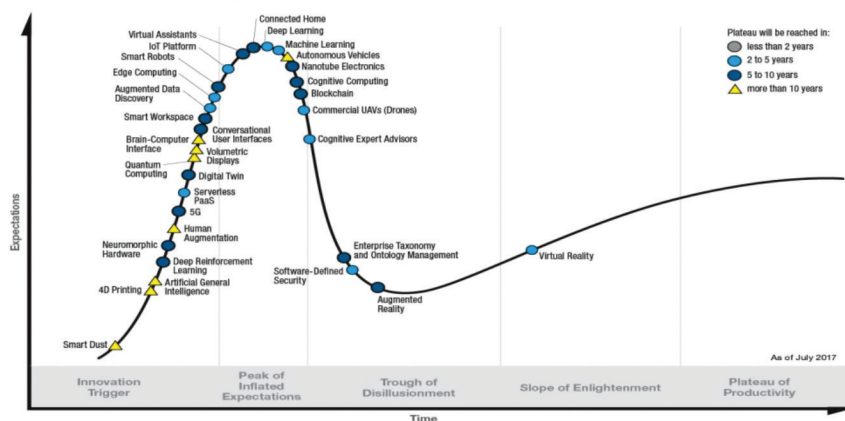 Expectations
Time
Plateau will be reached in:
less than 2 years
2 to 5 years
5 to 10 years
more than 10 years
Connected Home
Virtual Assistants
Deep Learning
IoT Platform
Machine Learning
Smart Robots
Autonomous Vehicles
Edge Computing
Nanotube Electronics
Augmented Data
Discovery
Cognitive Computing
Blockchain
Smart Workspace
Commercial UAVs (Drones)
Conversational
User Interfaces
Brain-Computer
Interface
Cognitive Expert Advisors
Volumetric
Displays
Quantum
Computing
Digital Twin
Serverless
PaaS
5G
Human
Augmentation
Neuromorphic
Hardware
Deep Reinforcement
Learning
Artificial General
Intelligence
4D Printing
Smart Dust
Enterprise Taxonomy
and Ontology Management
Software-Defined
Security
Augmented
Reality
Virtual Reality
As of July 2017
Innovation
Trigger
Peak of
Inflated
Expectations
Trough of
Disillusionment
Slope of Enlightenment
Plateau of
Productivity